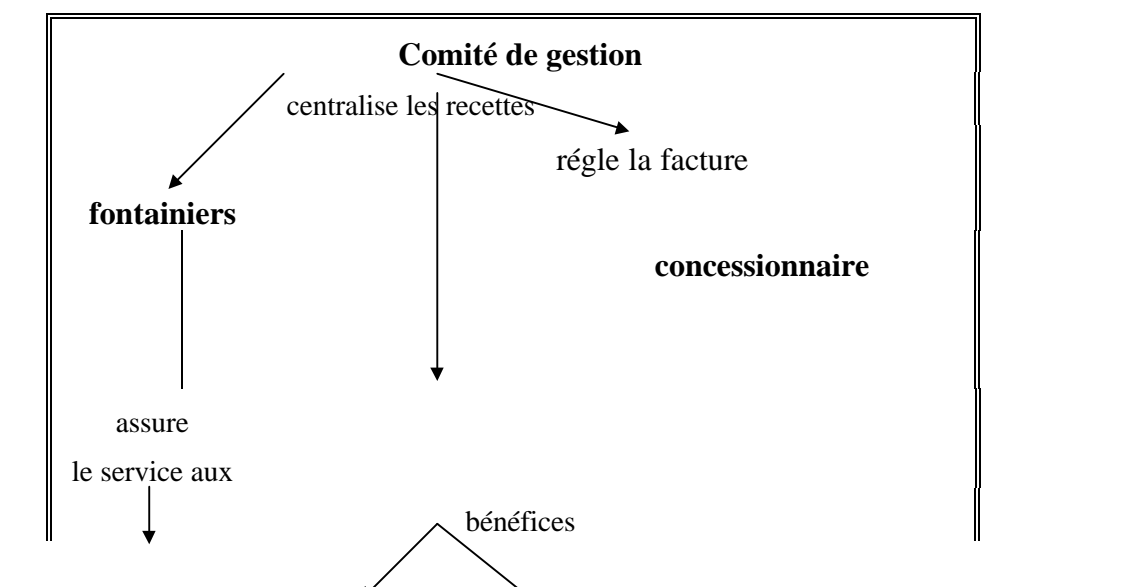 Comité de gestion
centralise les recettes
régle la facture
fontainiers
concessionnaire
assure
le service aux
bénéfices